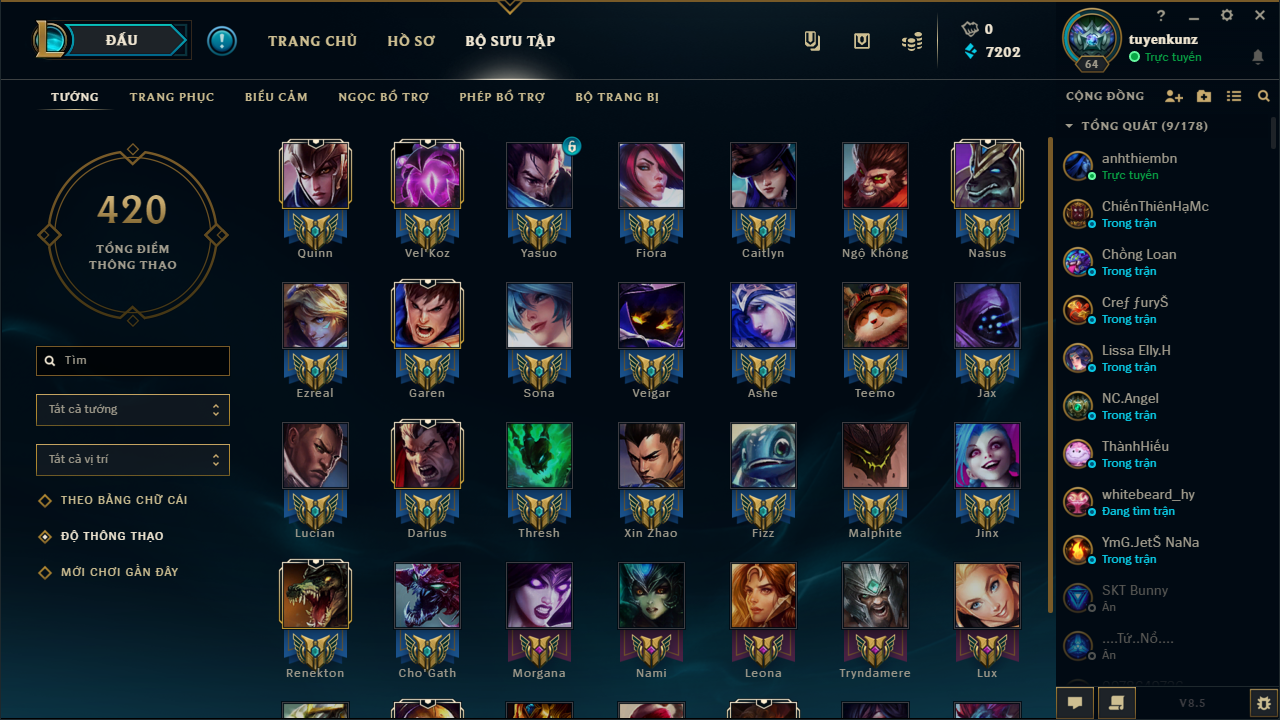 ĐẤU
TRANG CHỦ
HỒ SƠ
BỘ SƯU TẬP
0
7202
64
tuyenkunz
Trực tuyến
TƯỚNG
TRANG PHỤC
BIỂU CẢM
NGỌC BỔ TRỢ
PHÉP BỔ TRỢ
BỘ TRANG BỊ
CỘNG ĐỒNG
TỔNG QUÁT (9/178)
420
TỔNG ĐIỂM
THÔNG THẠO
Tìm
Tất cả tướng
Tất cả vị trí
THEO BẢNG CHỮ CÁI
ĐỘ THÔNG THẠO
MỚI CHƠI GẦN ĐÂY
6
Quinn
Vel'Koz
Yasuo
Fiora
Caitlyn
Ngộ Không
Nasus
Ezreal
Garen
Sona
Veigar
Ashe
Teemo
Jax
Lucian
Darius
Thresh
Xin Zhao
Fizz
Malphite
Jinx
Renekton
Cho'Gath
Morgana
Nami
Leona
Tryndamere
Lux
anhthiembn
Trực tuyến
ChiếnThiênHạMc
Trong trận
Chồng Loan
Trong trận
Creƒ ƒuryŠ
Trong trận
Lissa Elly.H
Trong trận
NC.Angel
Trong trận
ThànhHiếu
Trong trận
whitebeard_hy
Đang tìm trận
YmG.JetŠ NaNa
Trong trận
SKT Bunny
Ẩn
....Tứ..Nổ....
Ẩn
V8.5